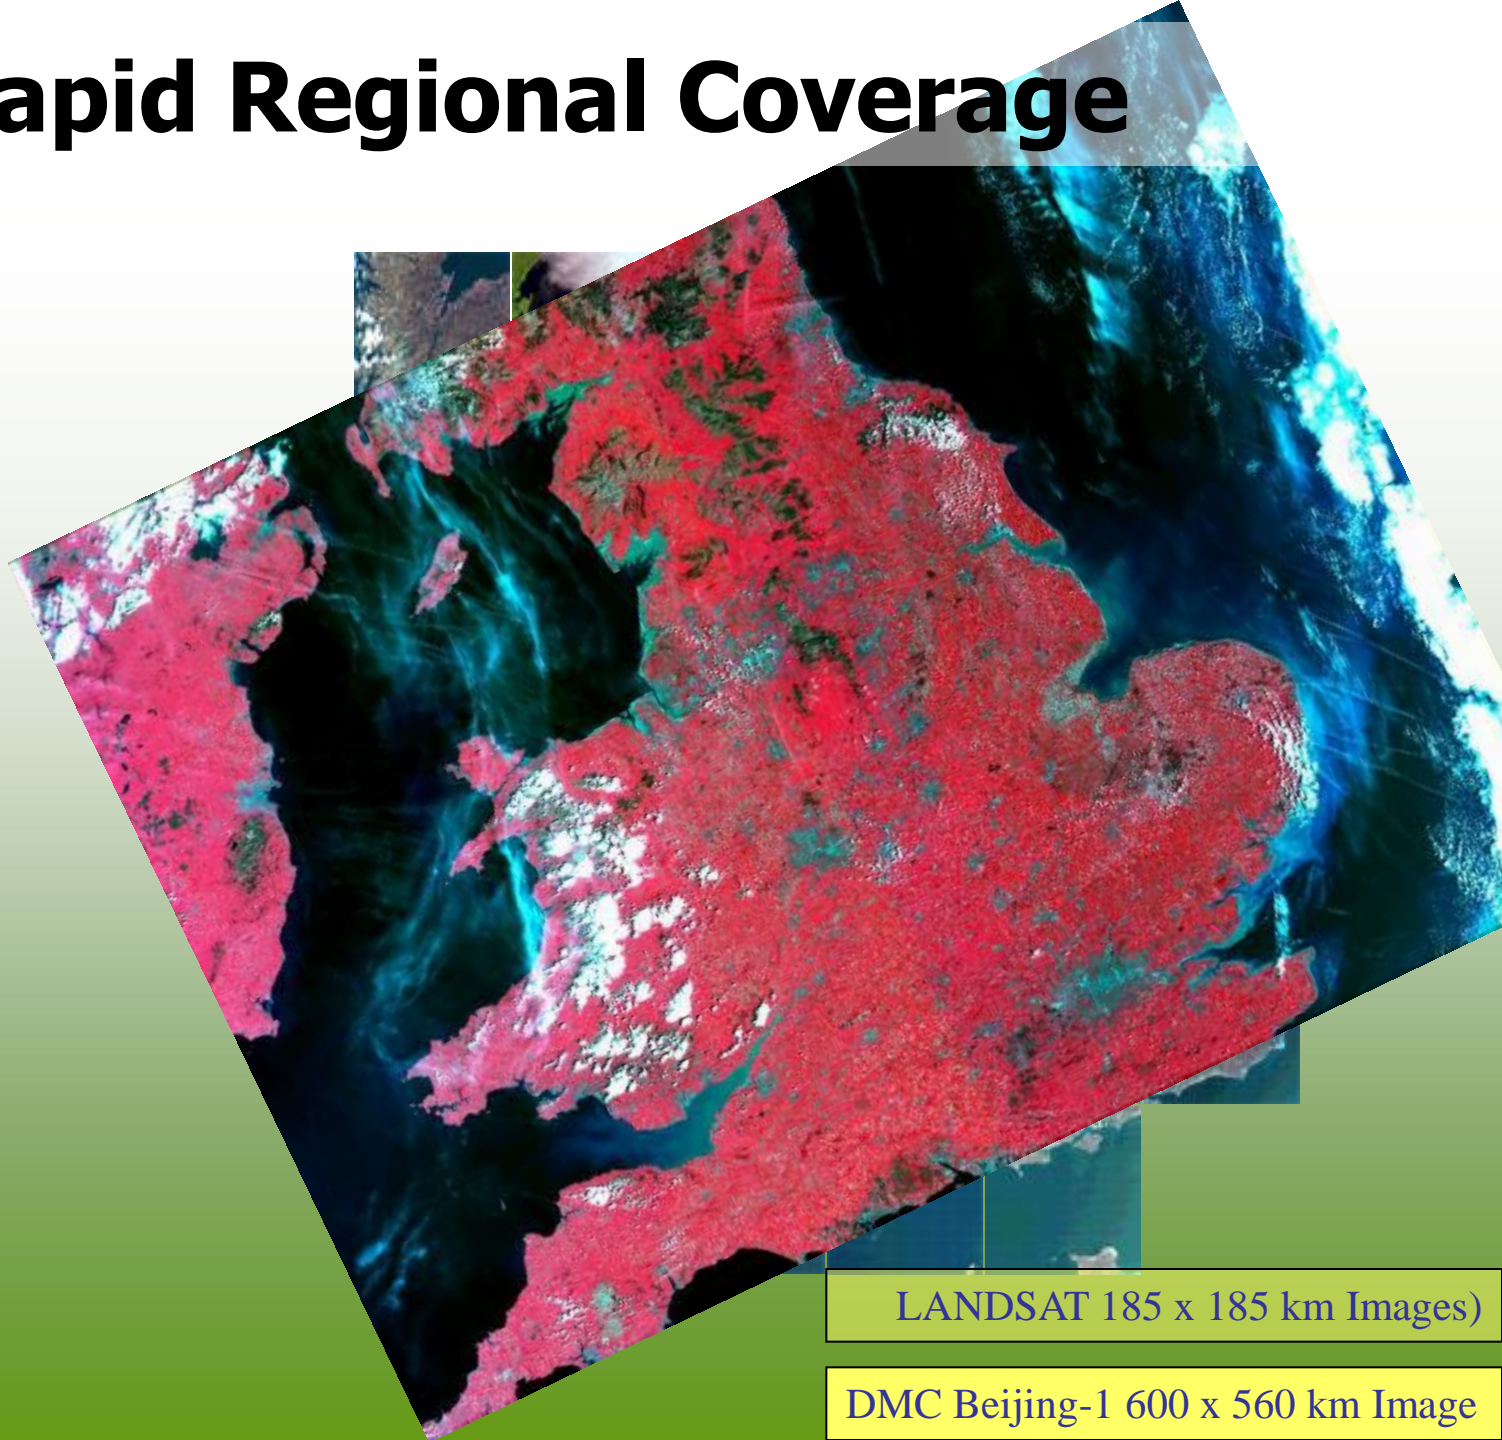 apid Regional Coverage
LANDSAT 185 x 185 km Images)
DMC Beijing-1 600 x 560 km Image